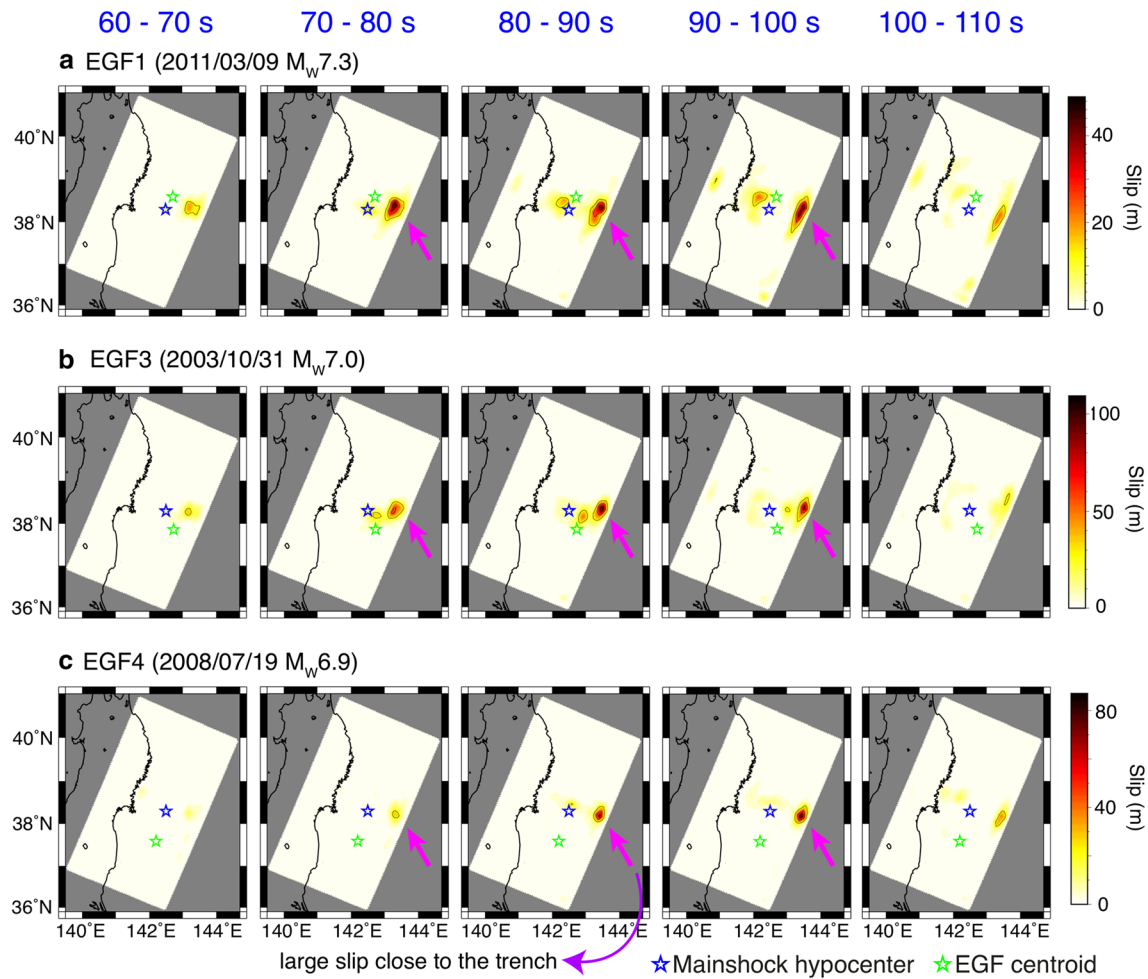 60 - 70 s 70 - 80 s 80 - 90 s 90 - 100 s 100 - 110 s
a EGF1 (2011/03/09 MW7.3)
40˚N
38˚N
36˚N
40
20
0
Slip (m)
b EGF3 (2003/10/31 MW7.0)
40˚N
38˚N
36˚N
100
50
0
Slip (m)
c EGF4 (2008/07/19 MW6.9)
40˚N
38˚N
36˚N
80
40
0
Slip (m)
140˚E 142˚E 144˚E 140˚E 142˚E 144˚E 140˚E 142˚E 144˚E 140˚E 142˚E 144˚E 140˚E 142˚E 144˚E
large slip close to the trench Mainshock hypocenter EGF centroid